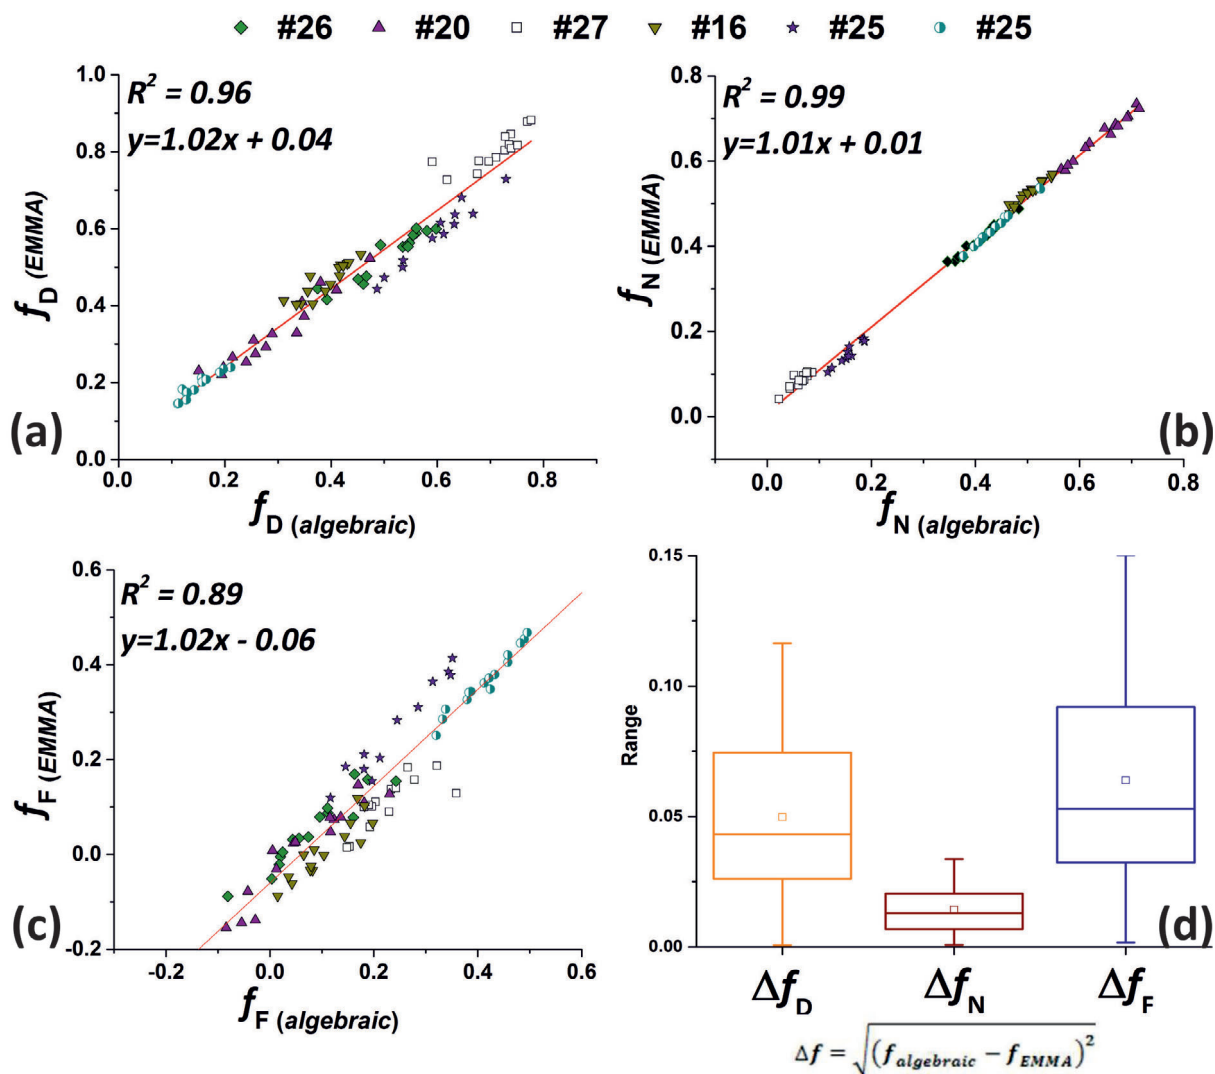 #26 #20 #27 #16 #25 #25
R² = 0.96
y=1.02x + 0.04
1.0
0.8
0.6
0.4
0.2
0.0
f_D (EMMA)
(a)
0.0 0.2 0.4 0.6 0.8
f_D (algebraic)
R² = 0.99
y=1.01x + 0.01
0.8
0.6
0.4
0.2
0.0
f_N (EMMA)
(b)
0.0 0.2 0.4 0.6 0.8
f_N (algebraic)
R² = 0.89
y=1.02x - 0.06
0.6
0.4
0.2
0.0
-0.2
f_F (EMMA)
(c)
-0.2 0.0 0.2 0.4 0.6
f_F (algebraic)
0.15
0.10
0.05
0.00
Range
(d)
Δf_D Δf_N Δf_F
Δf = √(f_algebraic − f_EMMA)²